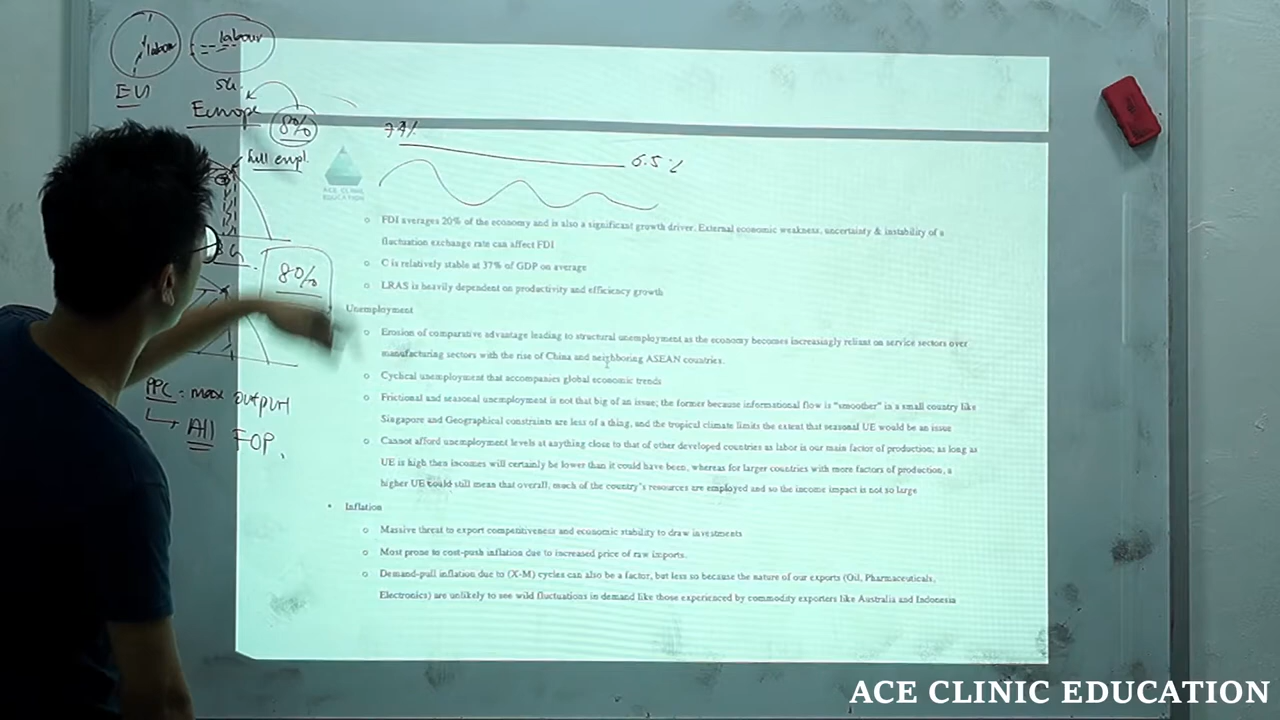 labour
labour
EU
Europe
80%
full empl.
6.5%
ACE CLINIC
EDUCATION
o FDI averages 20% of the economy and is also a significant growth driver. External economic weakness, uncertainty & instability of a
fluctuation exchange rate can affect FDI
o C is relatively stable at 37% of GDP on average
o LRAS is heavily dependent on productivity and efficiency growth
80%
Unemployment
o Erosion of comparative advantage leading to structural unemployment as the economy becomes increasingly reliant on service sectors over
manufacturing sectors with the rise of China and neighboring ASEAN countries.
o Cyclical unemployment that accompanies global economic trends
o Frictional and seasonal unemployment is not that big of an issue; the former because informational flow is "smoother" in a small country like
Singapore and Geographical constraints are less of a thing, and the tropical climate limits the extent that seasonal UE would be an issue
o Cannot afford unemployment levels at anything close to that of other developed countries as labor is our main factor of production; as long as
UE is high then incomes will certainly be lower than it could have been, whereas for larger countries with more factors of production, a
higher UE could still mean that overall, much of the country's resources are employed and so the income impact is not so large
PPC : max output
All FOP.
• Inflation
o Massive threat to export competitiveness and economic stability to draw investments
o Most prone to cost-push inflation due to increased price of raw imports.
o Demand-pull inflation due to (X-M) cycles can also be a factor, but less so because the nature of our exports (Oil, Pharmaceuticals,
Electronics) are unlikely to see wild fluctuations in demand like those experienced by commodity exporters like Australia and Indonesia
ACE CLINIC EDUCATION